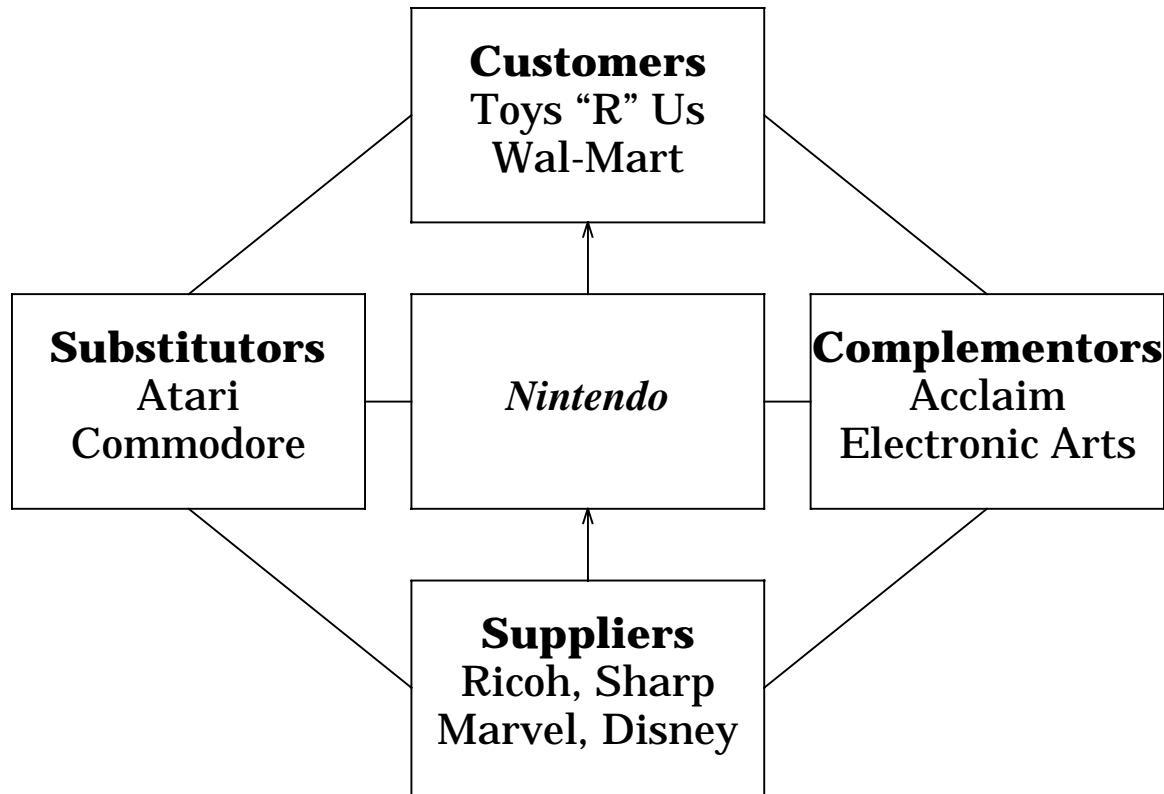 Customers
Toys “R” Us
Wal-Mart
Substitutors
Atari
Commodore
Nintendo
Complementors
Acclaim
Electronic Arts
Suppliers
Ricoh, Sharp
Marvel, Disney